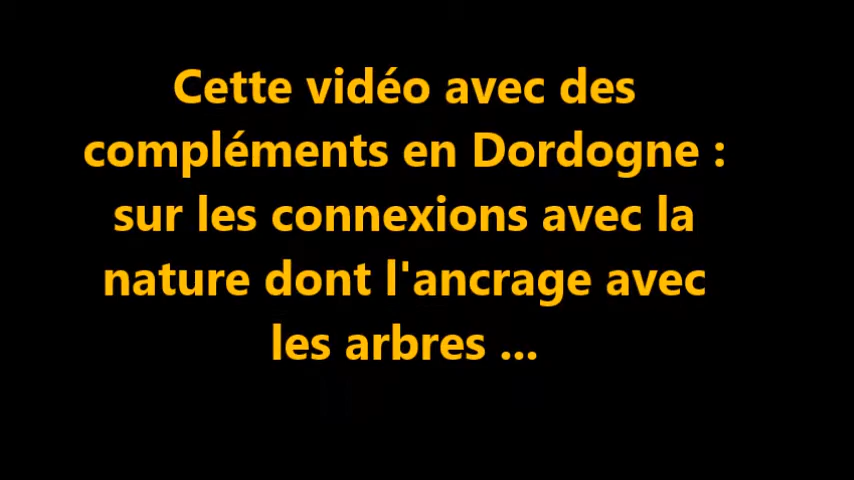 Cette vidéo avec des
compléments en Dordogne :
sur les connexions avec la
nature dont l'ancrage avec
les arbres ...